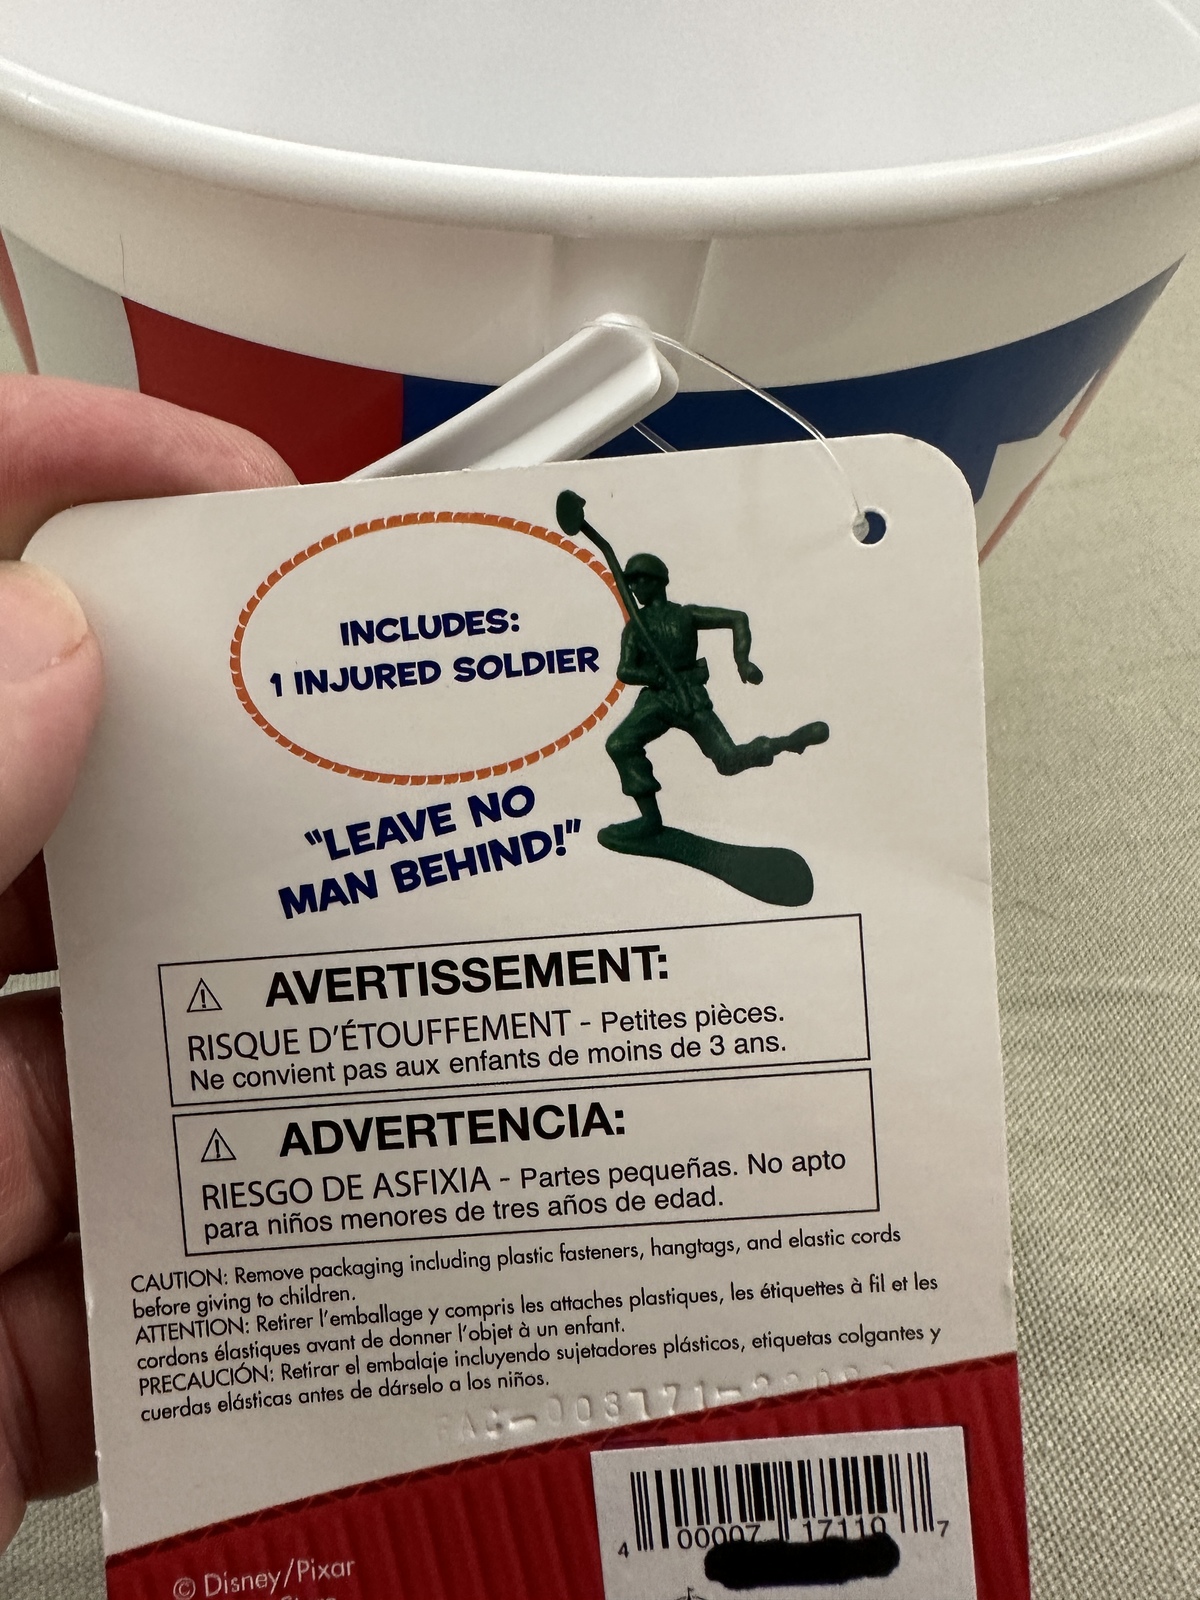 INCLUDES:
1 INJURED SOLDIER
"LEAVE NO
MAN BEHIND!"
AVERTISSEMENT:
RISQUE D'ÉTOUFFEMENT - Petites pièces.
Ne convient pas aux enfants de moins de 3 ans.
ADVERTENCIA:
RIESGO DE ASFIXIA - Partes pequeñas. No apto
para niños menores de tres años de edad.
CAUTION: Remove packaging including plastic fasteners, hangtags, and elastic cords
before giving to children.
ATTENTION: Retirer l'emballage y compris les attaches plastiques, les étiquettes à fil et les
cordons élastiques avant de donner l'objet à un enfant.
PRECAUCIÓN: Retirar el embalaje incluyendo sujetadores plásticos, etiquetas colgantes y
cuerdas elásticas antes de dárselo a los niños.
4 00007 17110 7
© Disney/Pixar